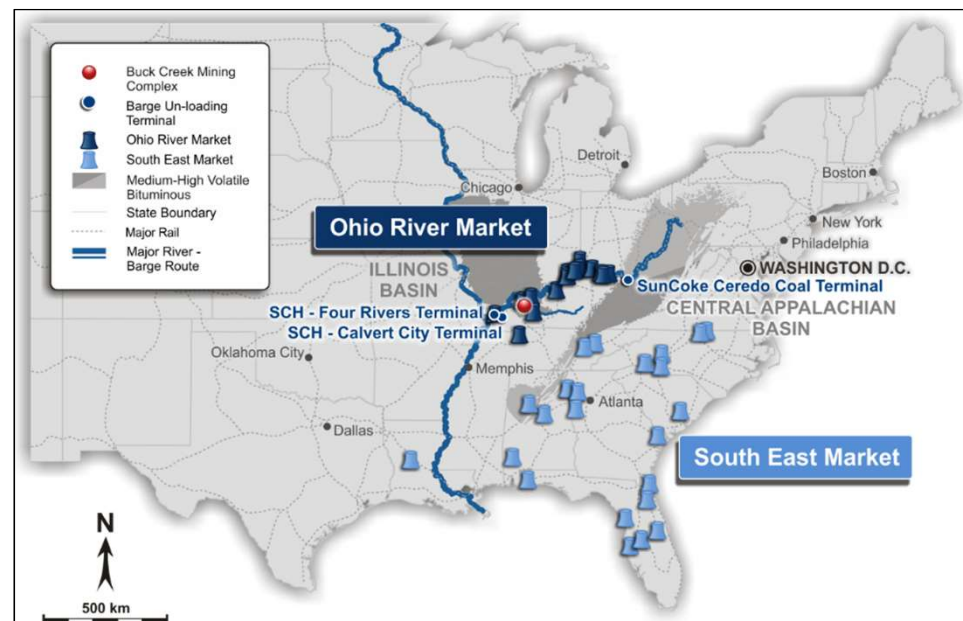 Buck Creek Mining
Complex
Barge Un-loading
Terminal
Ohio River Market
South East Market
Medium-High Volatile
Bituminous
State Boundary
Major Rail
Major River -
Barge Route
Detroit
Boston
Chicago
New York
Philadelphia
Ohio River Market
WASHINGTON D.C.
ILLINOIS
BASIN
SunCoke Ceredo Coal Terminal
CENTRAL APPALACHIAN
BASIN
SCH - Four Rivers Terminal
SCH - Calvert City Terminal
Oklahoma City
Memphis
Atlanta
Dallas
South East Market
N
500 km